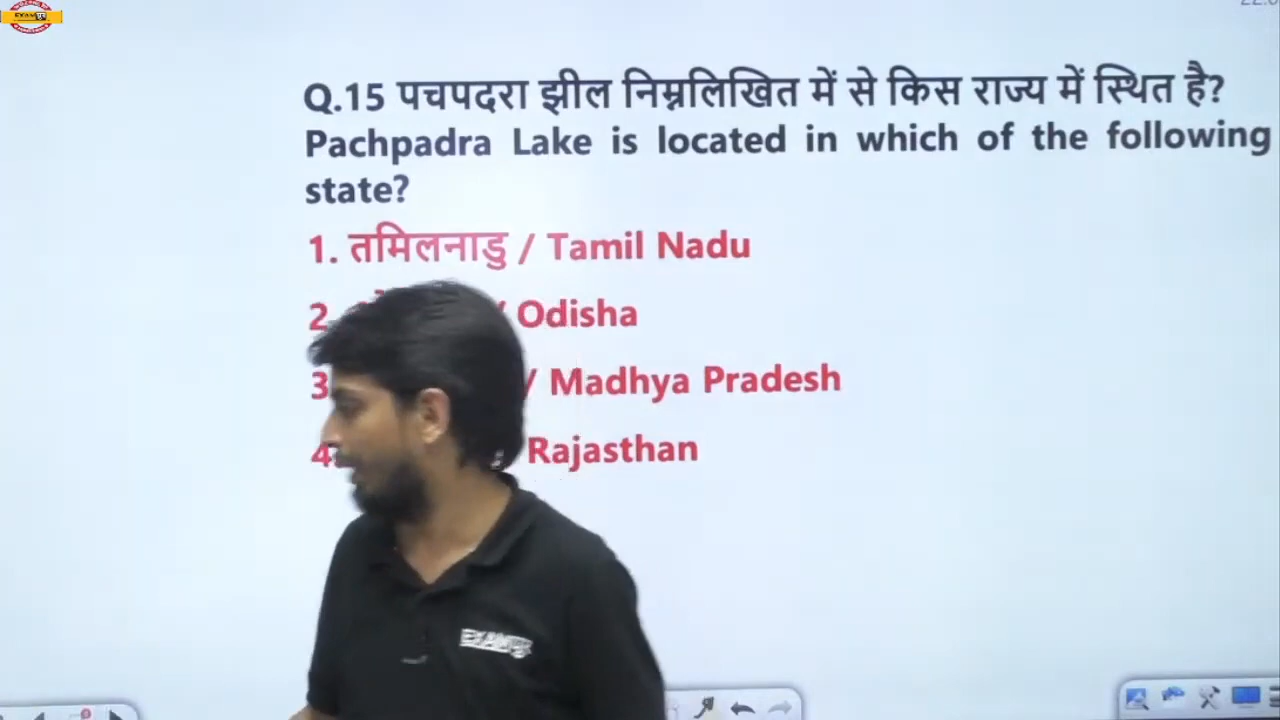 Q.15 पचपदरा झील निम्नलिखित में से किस राज्य में स्थित है?
Pachpadra Lake is located in which of the following
state?
1. तमिलनाडु / Tamil Nadu
2. / Odisha
3. / Madhya Pradesh
4. Rajasthan